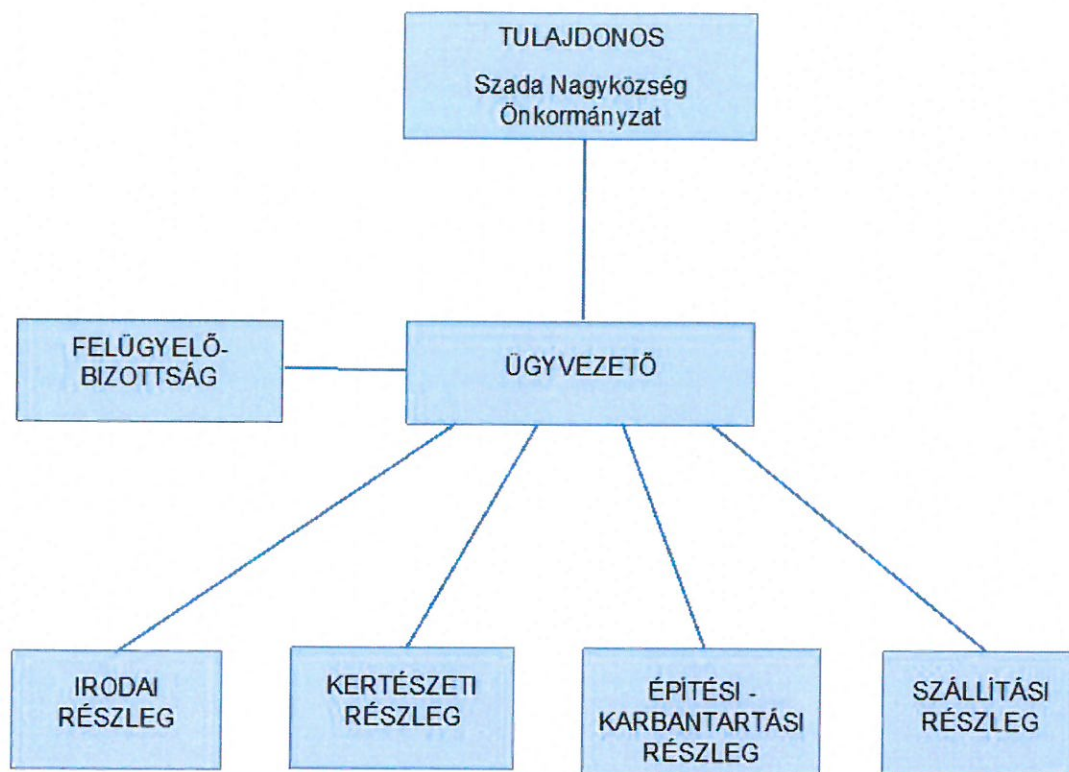 TULAJDONOS
Szada Nagyközség
Önkormányzat
FELÜGYELŐ-
BIZOTTSÁG
ÜGYVEZETŐ
IRODAI
RÉSZLEG
KERTÉSZETI
RÉSZLEG
ÉPÍTÉSI -
KARBANTARTÁSI
RÉSZLEG
SZÁLLÍTÁSI
RÉSZLEG